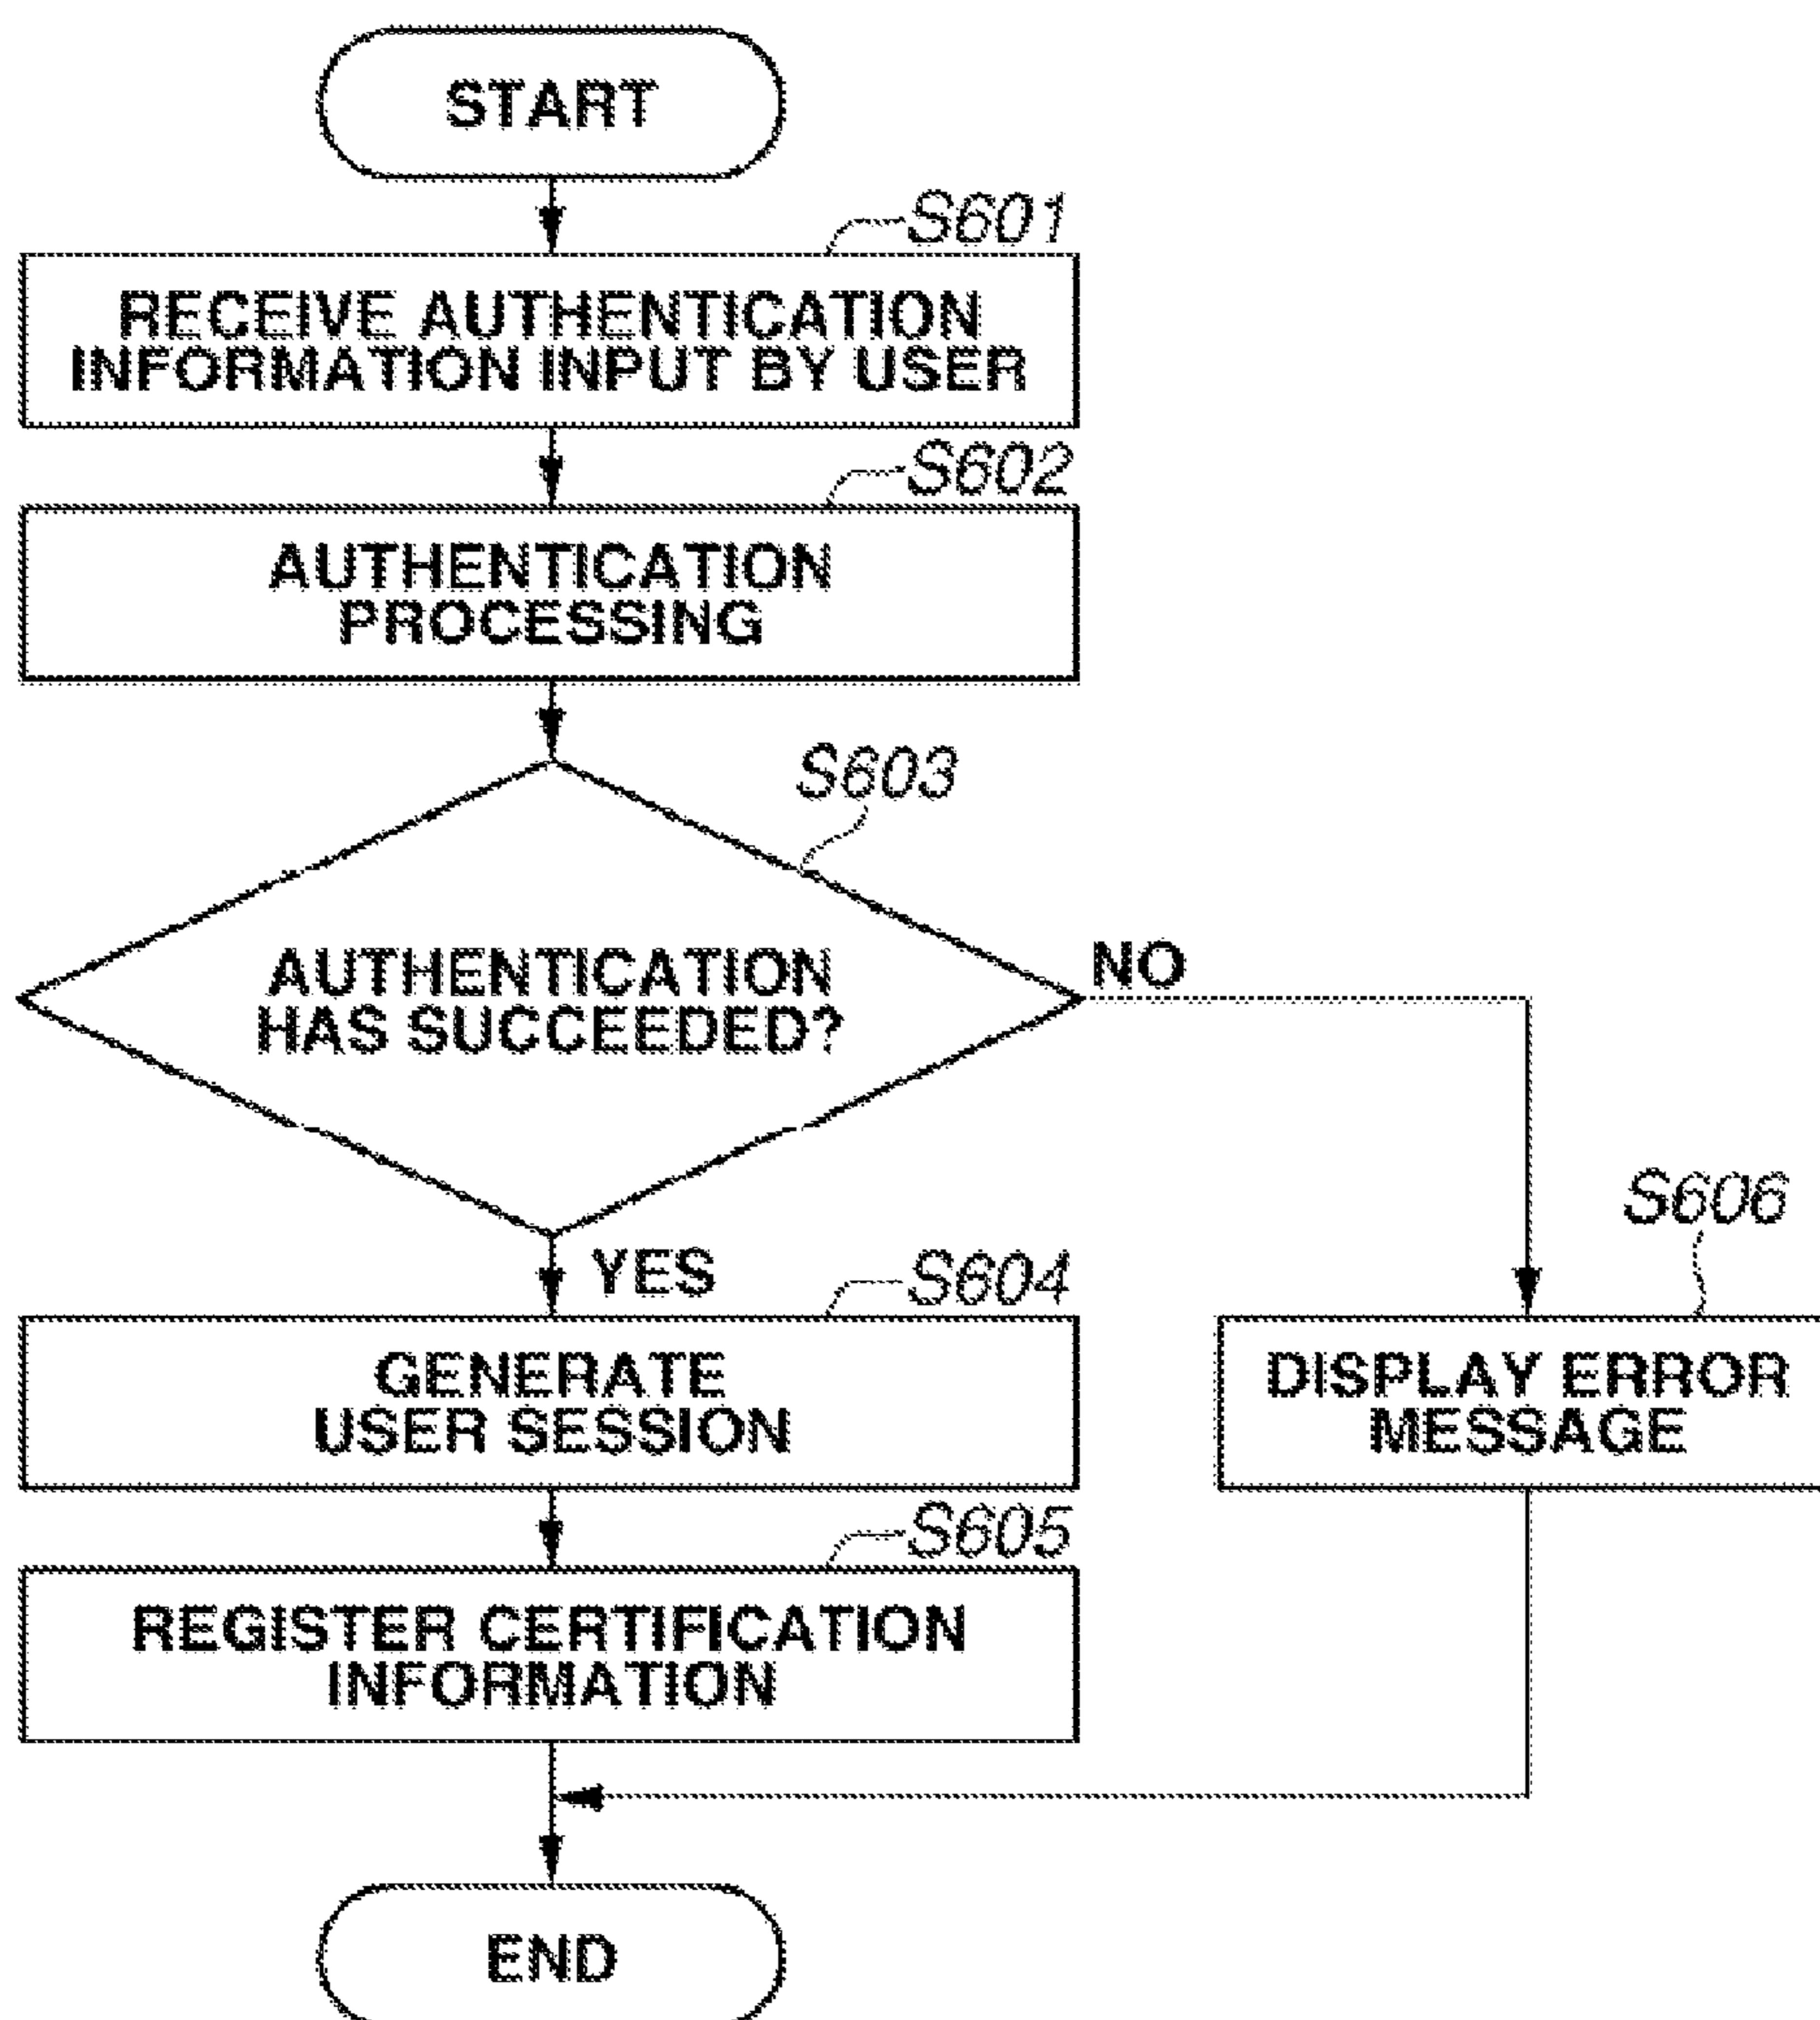 START
S601
RECEIVE AUTHENTICATION
INFORMATION INPUT BY USER
S602
AUTHENTICATION
PROCESSING
S603
AUTHENTICATION
HAS SUCCEEDED?
NO
YES
S604
GENERATE
USER SESSION
S606
DISPLAY ERROR
MESSAGE
S605
REGISTER CERTIFICATION
INFORMATION
END